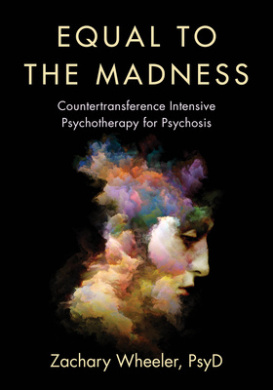 EQUAL TO
THE MADNESS
Countertransference Intensive
Psychotherapy for Psychosis
Zachary Wheeler, PsyD